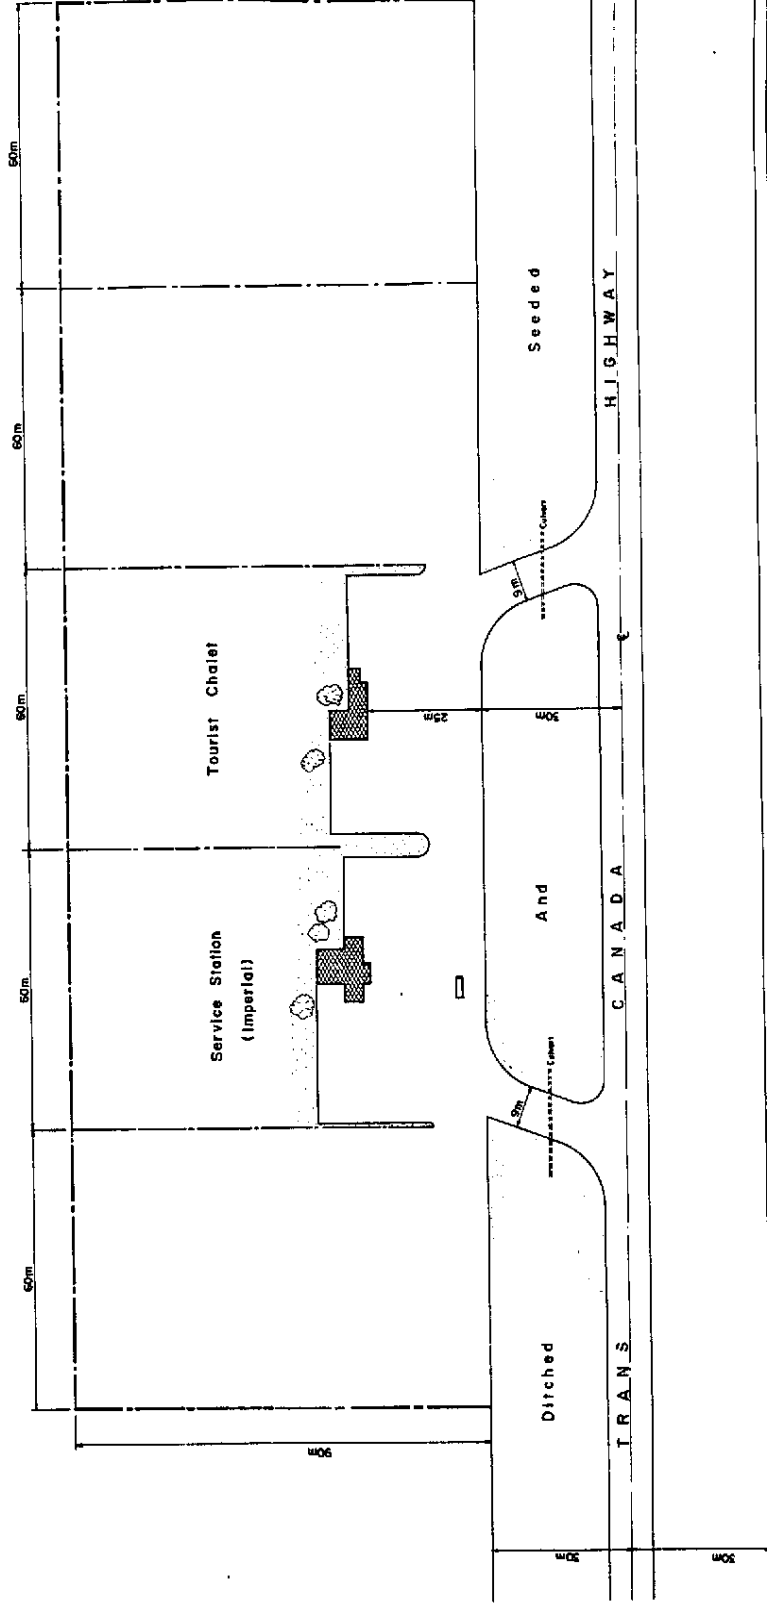 60m
60m
60m
60m
60m
90m
Service Station
(Imperial)
Tourist Chalet
25m
30m
9m
9m
Culvert
Culvert
Ditched And Seeded
30m
℄
TRANS CANADA HIGHWAY
30m